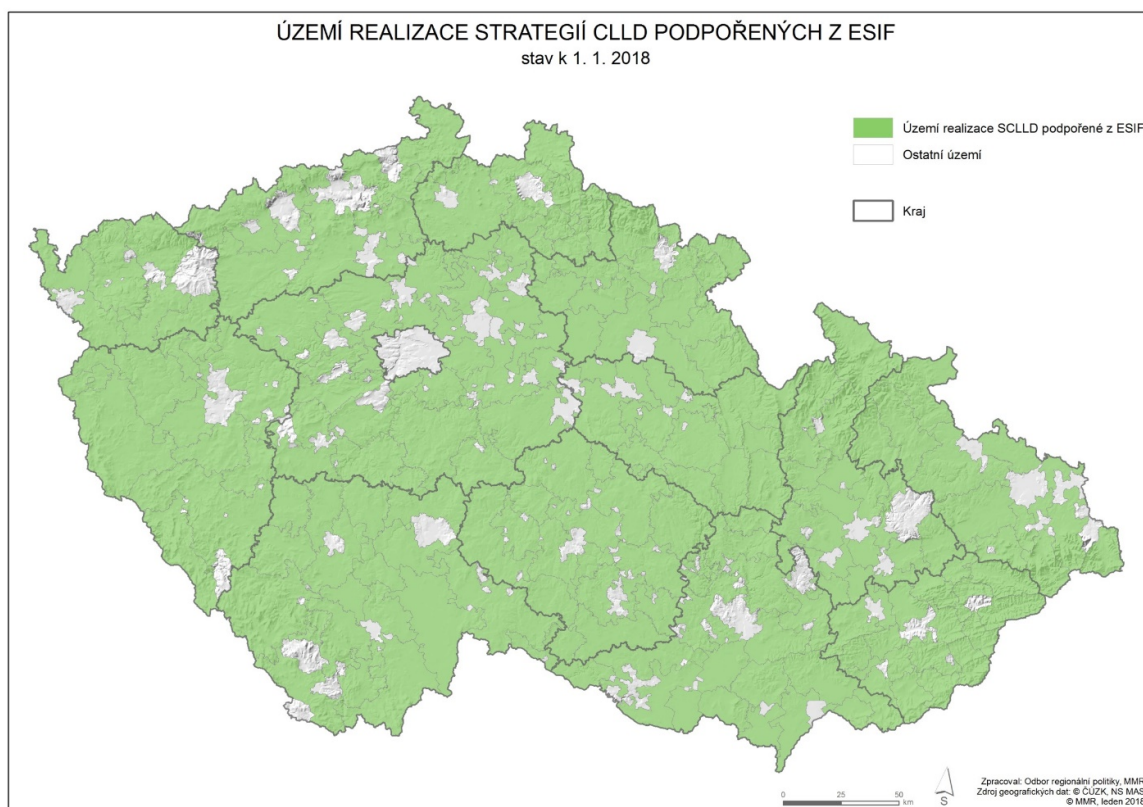 ÚZEMÍ REALIZACE STRATEGIÍ CLLD PODPOŘENÝCH Z ESIF
stav k 1. 1. 2018
Území realizace SCLLD podpořené z ESIF
Ostatní území
Kraj
0 25 50
km
S
Zpracoval: Odbor regionální politiky, MMR
Zdroj geografických dat: © ČÚZK, NS MAS
© MMR, leden 2018